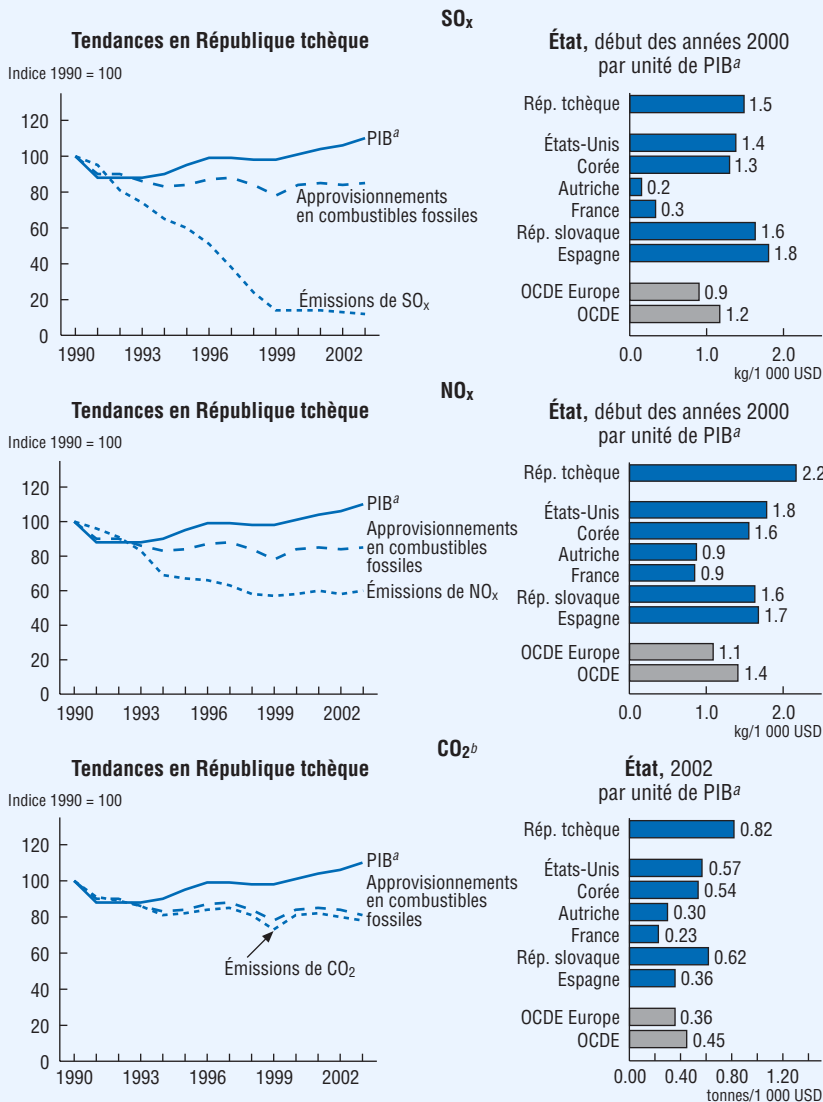 SOx
Tendances en République tchèque
Indice 1990 = 100
120
100
80
60
40
20
0
1990 1993 1996 1999 2002
PIBa
Approvisionnements
en combustibles fossiles
Émissions de SOx
État, début des années 2000
par unité de PIBa
Rép. tchèque 1.5
États-Unis 1.4
Corée 1.3
Autriche 0.2
France 0.3
Rép. slovaque 1.6
Espagne 1.8
OCDE Europe 0.9
OCDE 1.2
0.0 1.0 2.0
kg/1 000 USD
NOx
Tendances en République tchèque
Indice 1990 = 100
120
100
80
60
40
20
0
1990 1993 1996 1999 2002
PIBa
Approvisionnements
en combustibles
fossiles
Émissions de NOx
État, début des années 2000
par unité de PIBa
Rép. tchèque 2.2
États-Unis 1.8
Corée 1.6
Autriche 0.9
France 0.9
Rép. slovaque 1.6
Espagne 1.7
OCDE Europe 1.1
OCDE 1.4
0.0 1.0 2.0
kg/1 000 USD
CO2b
Tendances en République tchèque
Indice 1990 = 100
120
100
80
60
40
20
0
1990 1993 1996 1999 2002
PIBa
Approvisionnements
en combustibles
fossiles
Émissions de CO2
État, 2002
par unité de PIBa
Rép. tchèque 0.82
États-Unis 0.57
Corée 0.54
Autriche 0.30
France 0.23
Rép. slovaque 0.62
Espagne 0.36
OCDE Europe 0.36
OCDE 0.45
0.00 0.40 0.80 1.20
tonnes/1 000 USD